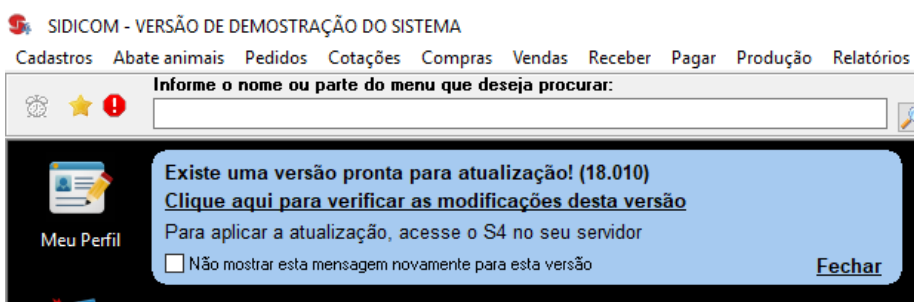 SIDICOM - VERSÃO DE DEMOSTRAÇÃO DO SISTEMA
Cadastros Abate animais Pedidos Cotações Compras Vendas Receber Pagar Produção Relatórios
Informe o nome ou parte do menu que deseja procurar:
Existe uma versão pronta para atualização! (18.010)
Clique aqui para verificar as modificações desta versão
Para aplicar a atualização, acesse o S4 no seu servidor
Meu Perfil
Não mostrar esta mensagem novamente para esta versão
Fechar